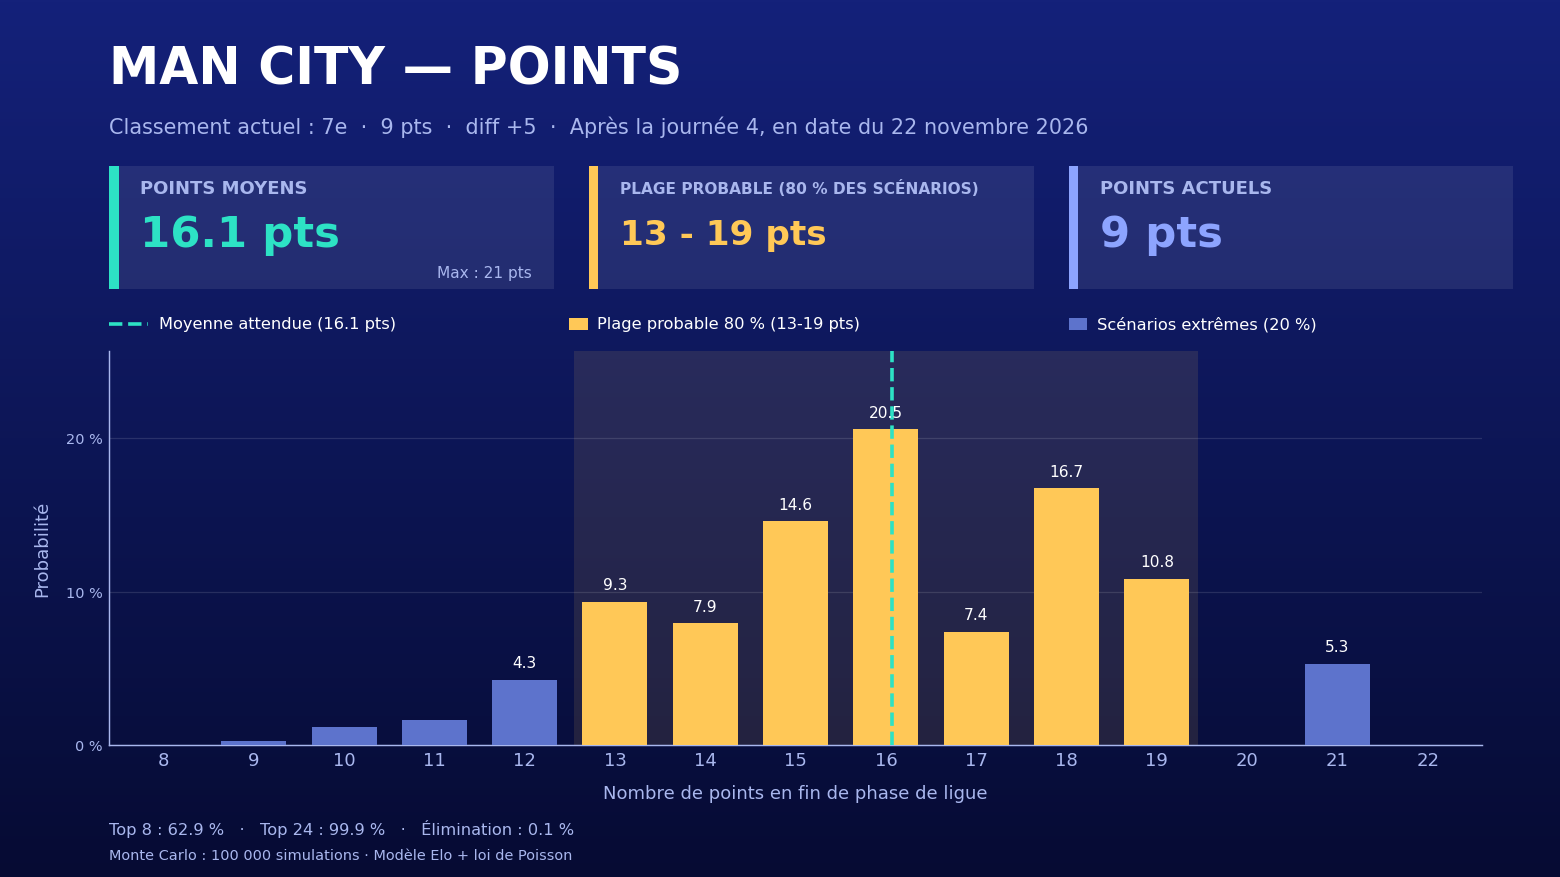 MAN CITY — POINTS
Classement actuel : 7e · 9 pts · diff +5 · Après la journée 4, en date du 22 novembre 2026
POINTS MOYENS
16.1 pts
Max : 21 pts
PLAGE PROBABLE (80 % DES SCÉNARIOS)
13 - 19 pts
POINTS ACTUELS
9 pts
Moyenne attendue (16.1 pts)
Plage probable 80 % (13-19 pts)
Scénarios extrêmes (20 %)
Probabilité
20 %
10 %
0 %
4.3
9.3
7.9
14.6
20.5
7.4
16.7
10.8
5.3
8 9 10 11 12 13 14 15 16 17 18 19 20 21 22
Nombre de points en fin de phase de ligue
Top 8 : 62.9 % · Top 24 : 99.9 % · Élimination : 0.1 %
Monte Carlo : 100 000 simulations · Modèle Elo + loi de Poisson